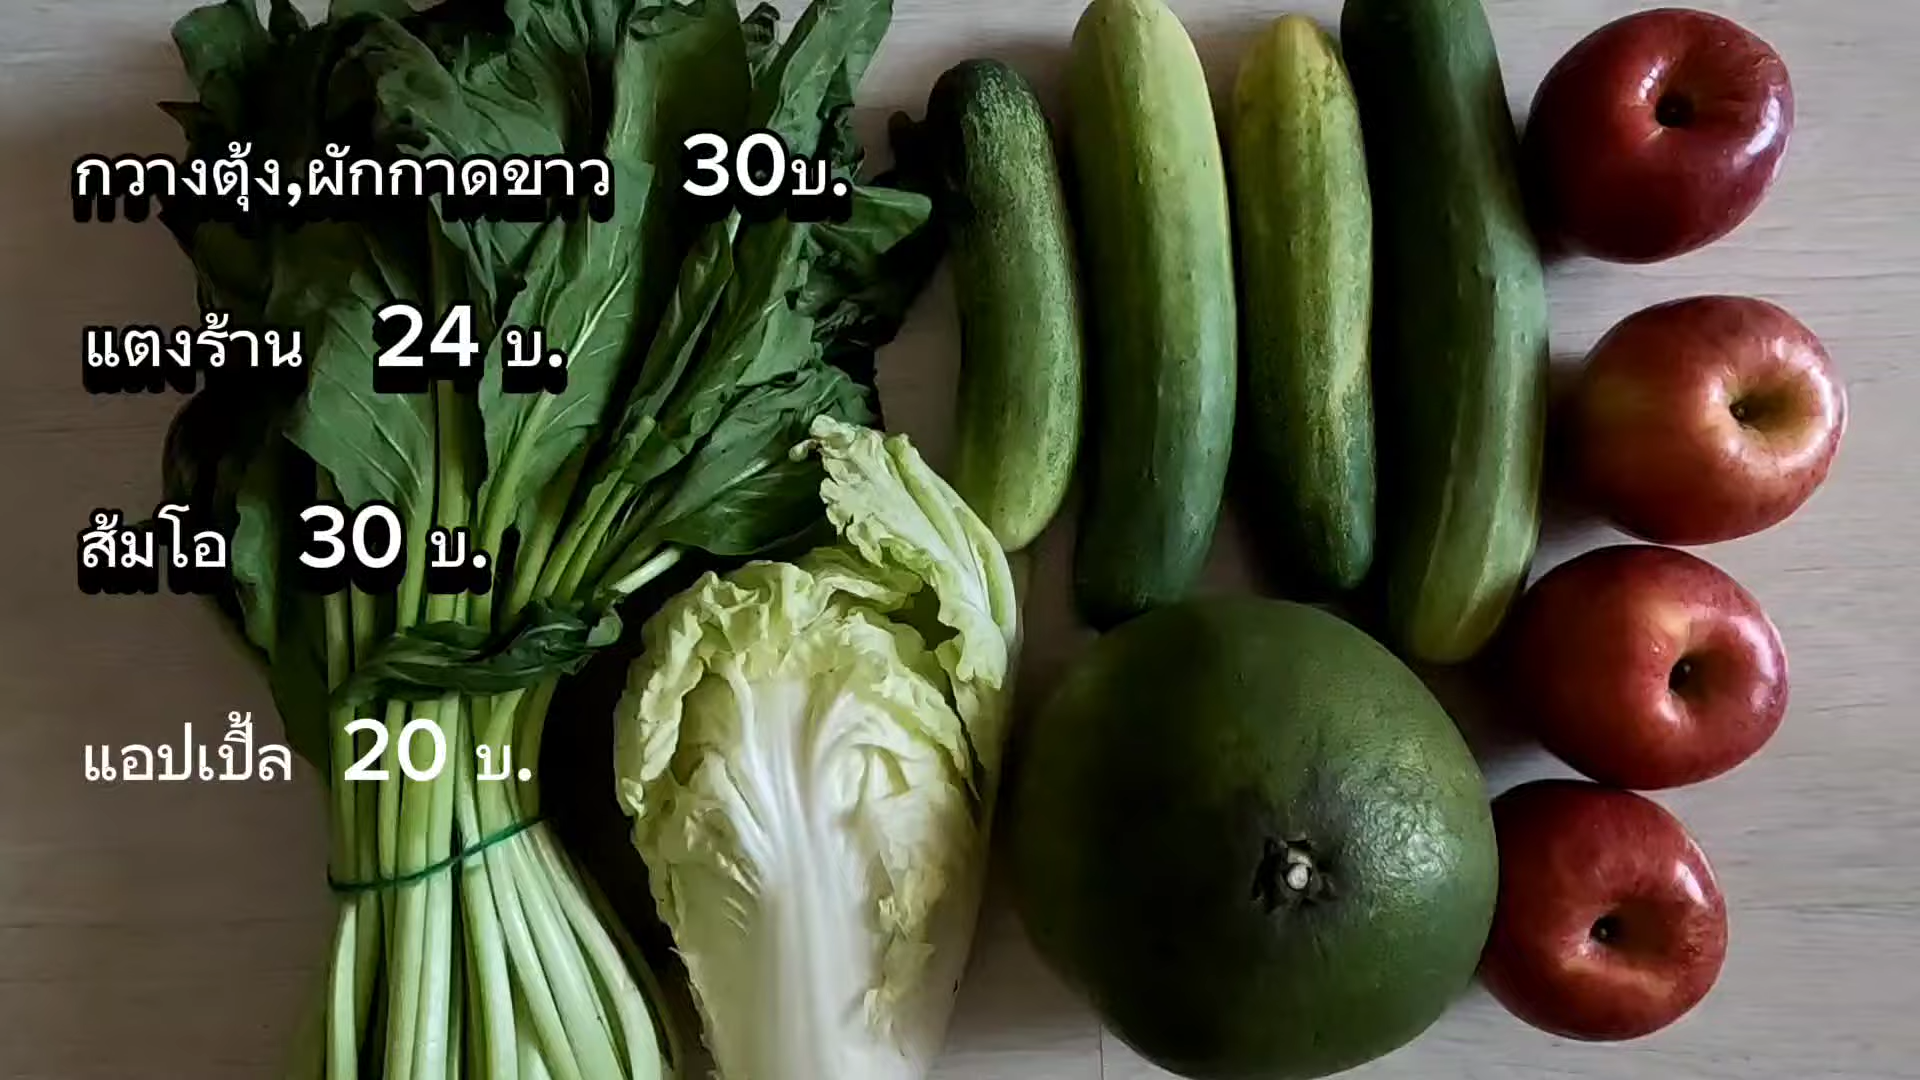 กวางตุ้ง,ผักกาดขาว 30บ.
แตงร้าน 24 บ.
ส้มโอ 30 บ.
แอปเปิ้ล 20 บ.